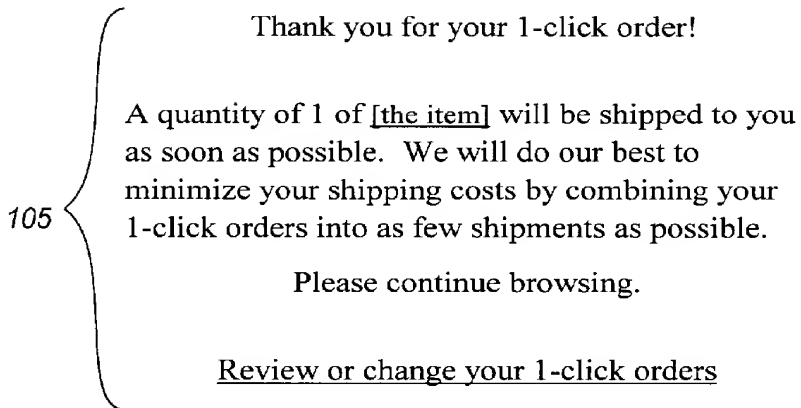 Thank you for your 1-click order!
A quantity of 1 of [the item] will be shipped to you
as soon as possible. We will do our best to
minimize your shipping costs by combining your
105
1-click orders into as few shipments as possible.
Please continue browsing.
Review or change your 1-click orders